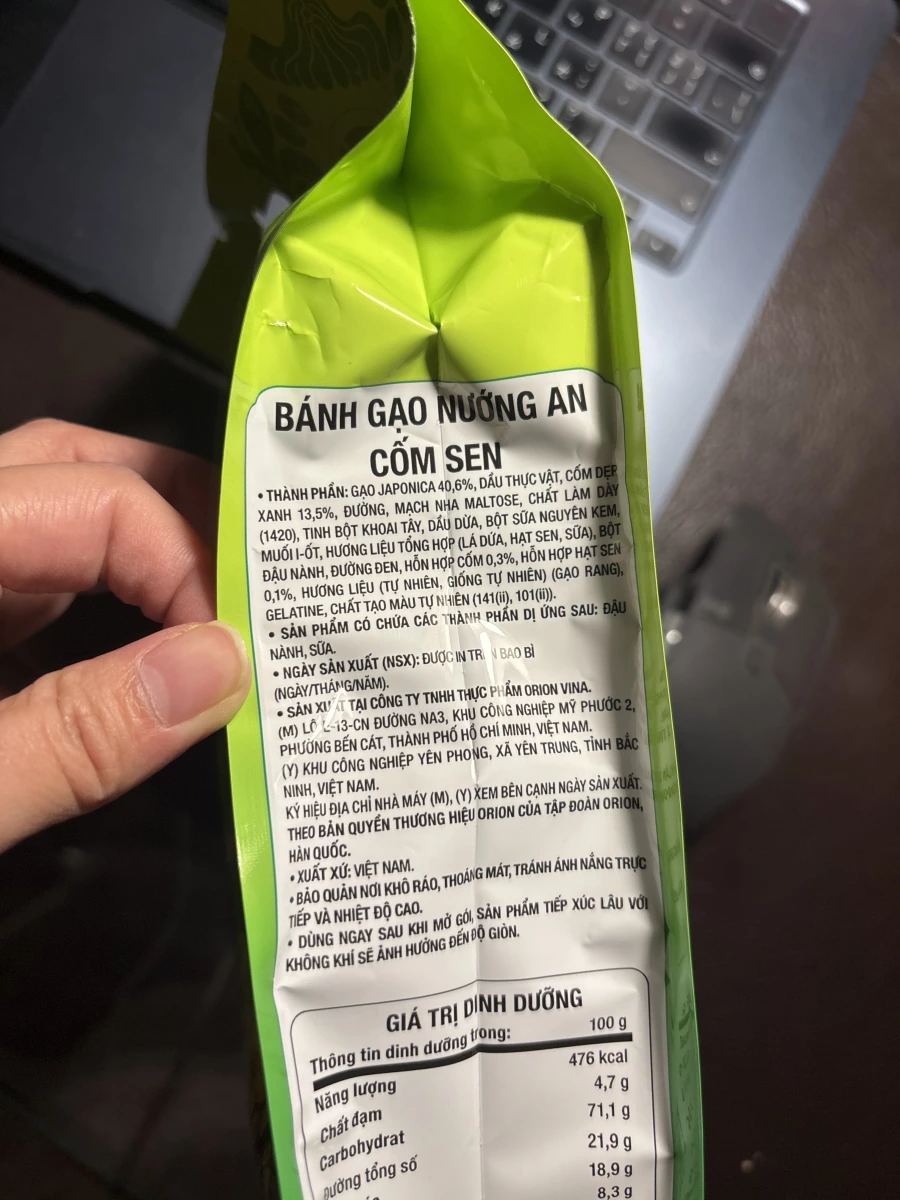 BÁNH GẠO NƯỚNG AN
CỐM SEN
• THÀNH PHẦN: GẠO JAPONICA 40,6%, DẦU THỰC VẬT, CỐM DẸP
XANH 13,5%, ĐƯỜNG, MẠCH NHA MALTOSE, CHẤT LÀM DÀY
(1420), TINH BỘT KHOAI TÂY, DẦU DỪA, BỘT SỮA NGUYÊN KEM,
MUỐI I-ỐT, HƯƠNG LIỆU TỔNG HỢP (LÁ DỨA, HẠT SEN, SỮA), BỘT
ĐẬU NÀNH, ĐƯỜNG ĐEN, HỖN HỢP CỐM 0,3%, HỖN HỢP HẠT SEN
0,1%, HƯƠNG LIỆU (TỰ NHIÊN, GIỐNG TỰ NHIÊN) (GẠO RANG),
GELATINE, CHẤT TẠO MÀU TỰ NHIÊN (141(ii), 101(ii)).
• SẢN PHẨM CÓ CHỨA CÁC THÀNH PHẦN DỊ ỨNG SAU: ĐẬU
NÀNH, SỮA.
• NGÀY SẢN XUẤT (NSX): ĐƯỢC IN TRÊN BAO BÌ
(NGÀY/THÁNG/NĂM).
• SẢN XUẤT TẠI CÔNG TY TNHH THỰC PHẨM ORION VINA.
(M) LÔ E-13-CN ĐƯỜNG NA3, KHU CÔNG NGHIỆP MỸ PHƯỚC 2,
PHƯỜNG BẾN CÁT, THÀNH PHỐ HỒ CHÍ MINH, VIỆT NAM.
(Y) KHU CÔNG NGHIỆP YÊN PHONG, XÃ YÊN TRUNG, TỈNH BẮC
NINH, VIỆT NAM.
KÝ HIỆU ĐỊA CHỈ NHÀ MÁY (M), (Y) XEM BÊN CẠNH NGÀY SẢN XUẤT.
THEO BẢN QUYỀN THƯƠNG HIỆU ORION CỦA TẬP ĐOÀN ORION,
HÀN QUỐC.
• XUẤT XỨ: VIỆT NAM.
• BẢO QUẢN NƠI KHÔ RÁO, THOÁNG MÁT, TRÁNH ÁNH NẮNG TRỰC
TIẾP VÀ NHIỆT ĐỘ CAO.
• DÙNG NGAY SAU KHI MỞ GÓI, SẢN PHẨM TIẾP XÚC LÂU VỚI
KHÔNG KHÍ SẼ ẢNH HƯỞNG ĐẾN ĐỘ GIÒN.
GIÁ TRỊ DINH DƯỠNG
Thông tin dinh dưỡng trong: 100 g
Năng lượng 476 kcal
Chất đạm 4,7 g
Carbohydrat 71,1 g
Đường tổng số 21,9 g
18,9 g
8,3 g